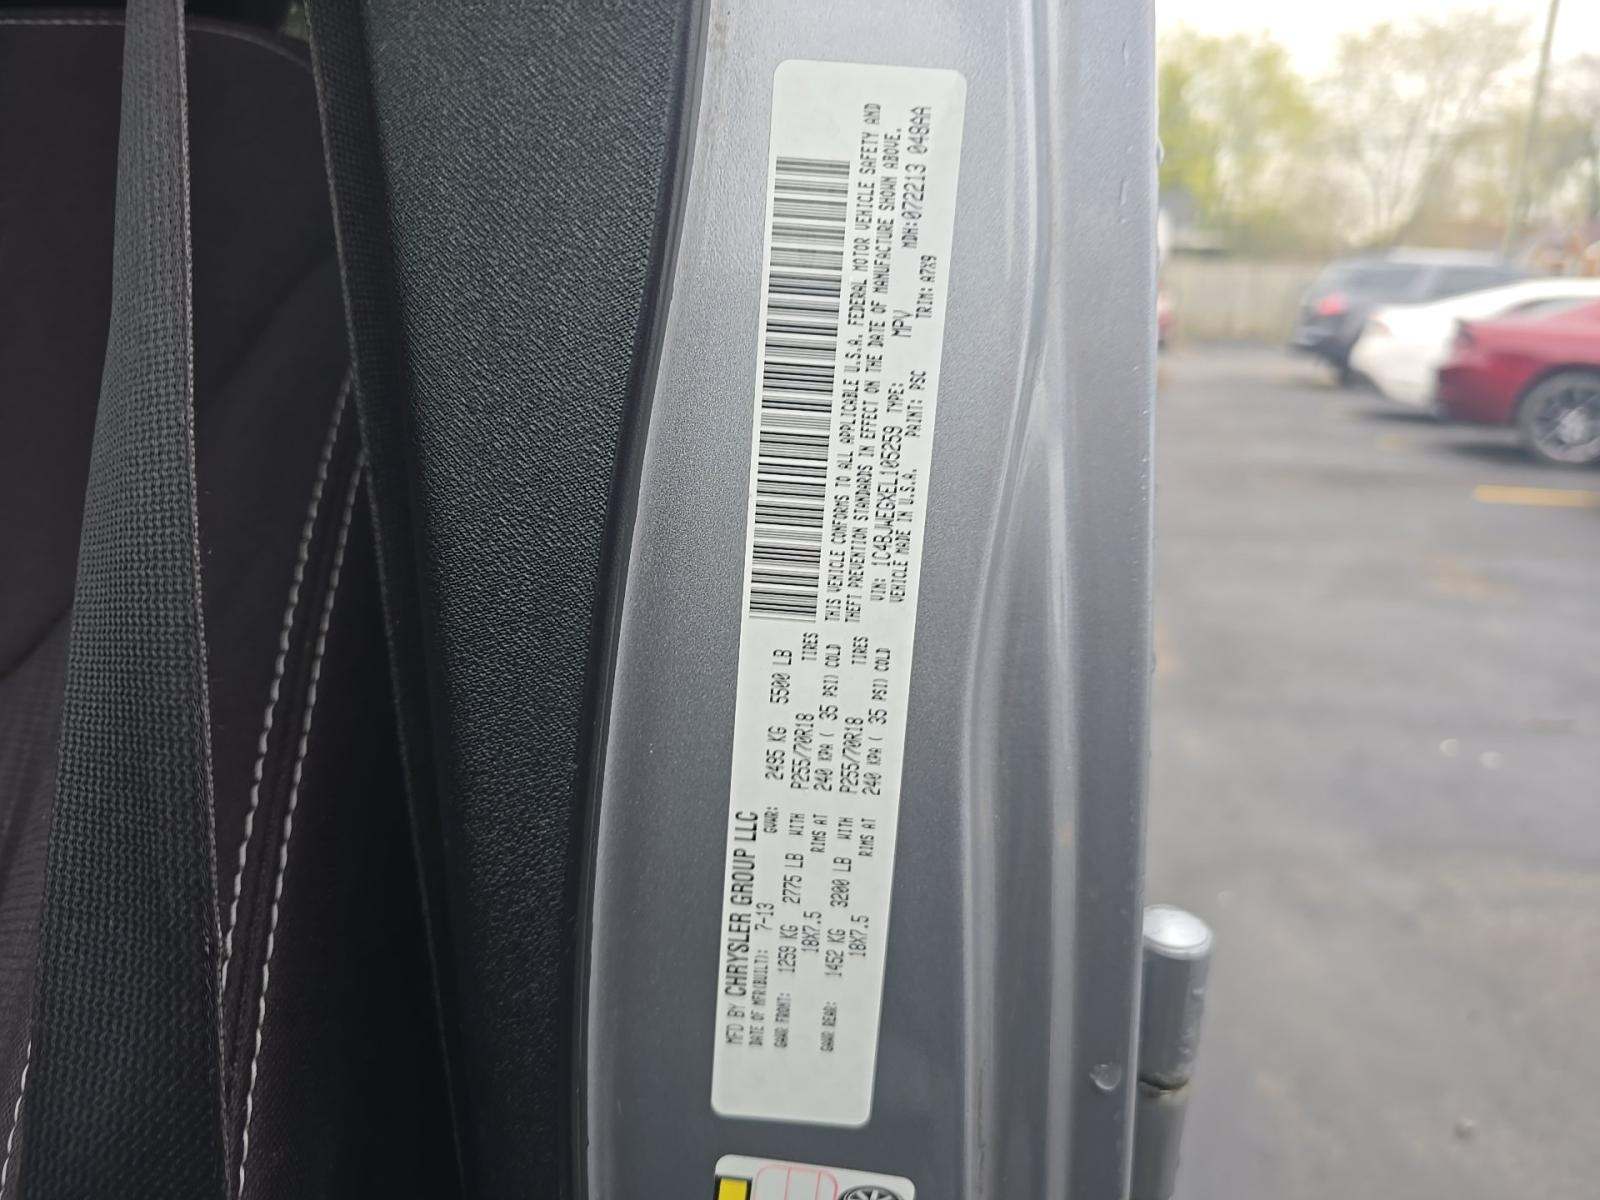 MFD BY CHRYSLER GROUP LLC
DATE OF MFR(BUILT): 7-13 GVWR: 2495 KG 5500 LB
GAWR FRONT: 1259 KG 2775 LB WITH P255/70R18 TIRES
18X7.5 RIMS AT 240 KPA ( 35 PSI) COLD
GAWR REAR: 1452 KG 3200 LB WITH P255/70R18 TIRES
18X7.5 RIMS AT 240 KPA ( 35 PSI) COLD
THIS VEHICLE CONFORMS TO ALL APPLICABLE U.S.A. FEDERAL MOTOR VEHICLE SAFETY AND
THEFT PREVENTION STANDARDS IN EFFECT ON THE DATE OF MANUFACTURE SHOWN ABOVE.
VIN: 1C4BJWEGXEL105259 TYPE: MPV MDH:072213 048AA
VEHICLE MADE IN U.S.A. PAINT: PSC TRIM: A7X9